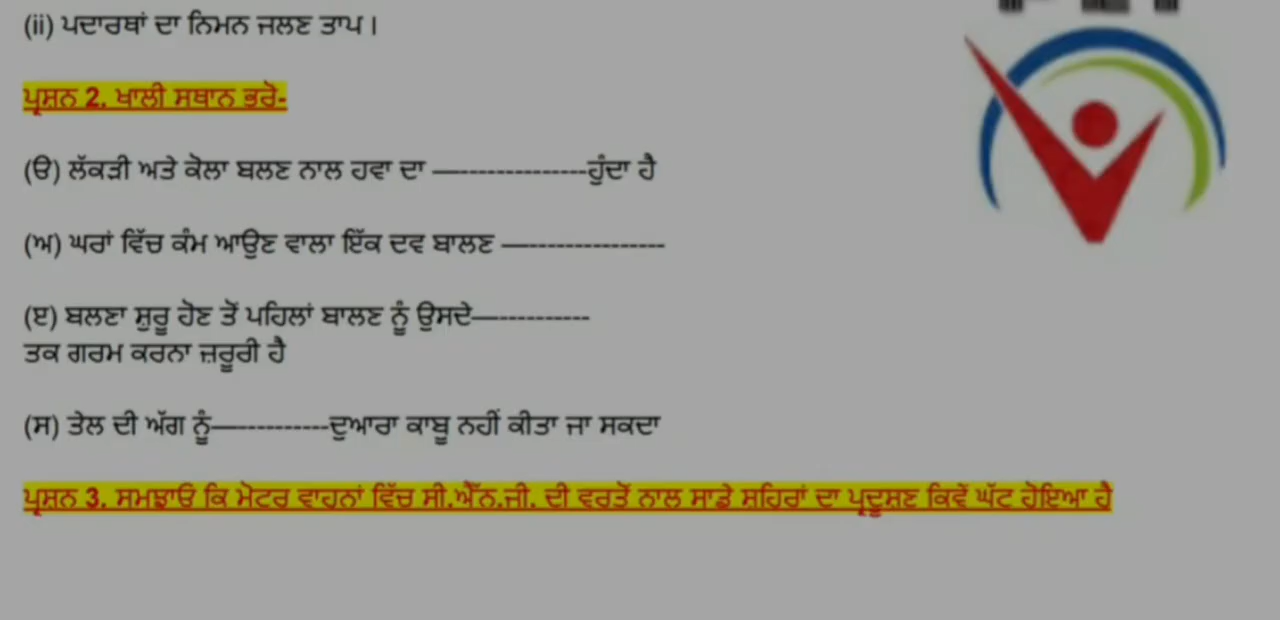 (ii) ਪਦਾਰਥਾਂ ਦਾ ਨਿਮਨ ਜਲਣ ਤਾਪ।
ਪ੍ਰਸ਼ਨ 2. ਖਾਲੀ ਸਥਾਨ ਭਰੋ-
(ੳ) ਲੱਕੜੀ ਅਤੇ ਕੋਲਾ ਬਲਣ ਨਾਲ ਹਵਾ ਦਾ —---------------ਹੁੰਦਾ ਹੈ
(ਅ) ਘਰਾਂ ਵਿੱਚ ਕੰਮ ਆਉਣ ਵਾਲਾ ਇੱਕ ਦਵ ਬਾਲਣ —----------------
(ੲ) ਬਲਣਾ ਸ਼ੁਰੂ ਹੋਣ ਤੋਂ ਪਹਿਲਾਂ ਬਾਲਣ ਨੂੰ ਉਸਦੇ—-----------
ਤਕ ਗਰਮ ਕਰਨਾ ਜ਼ਰੂਰੀ ਹੈ
(ਸ) ਤੇਲ ਦੀ ਅੱਗ ਨੂੰ—-----------ਦੁਆਰਾ ਕਾਬੂ ਨਹੀਂ ਕੀਤਾ ਜਾ ਸਕਦਾ
ਪ੍ਰਸ਼ਨ 3. ਸਮਝਾਓ ਕਿ ਮੋਟਰ ਵਾਹਨਾਂ ਵਿੱਚ ਸੀ.ਐੱਨ.ਜੀ. ਦੀ ਵਰਤੋਂ ਨਾਲ ਸਾਡੇ ਸ਼ਹਿਰਾਂ ਦਾ ਪ੍ਰਦੂਸ਼ਣ ਕਿਵੇਂ ਘੱਟ ਹੋਇਆ ਹੈ